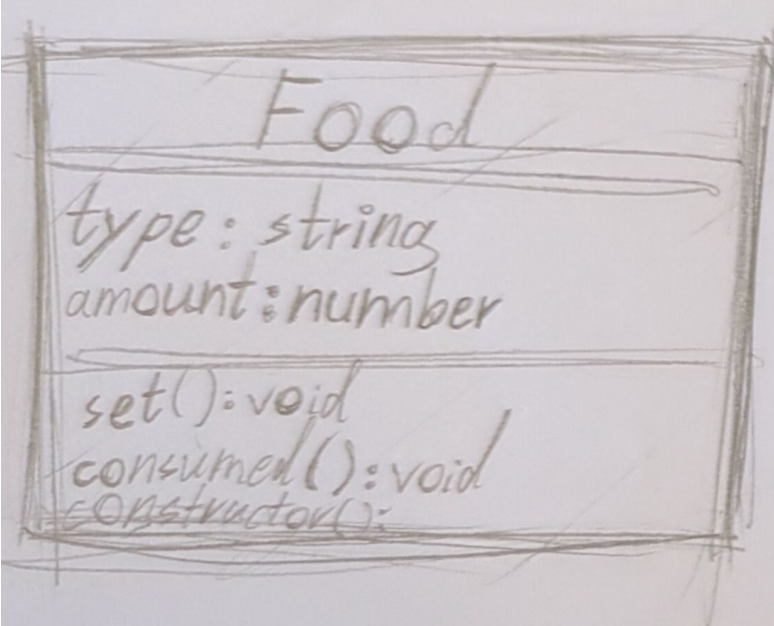 Food
type: string
amount: number
set(): void
consumed(): void
constructor():